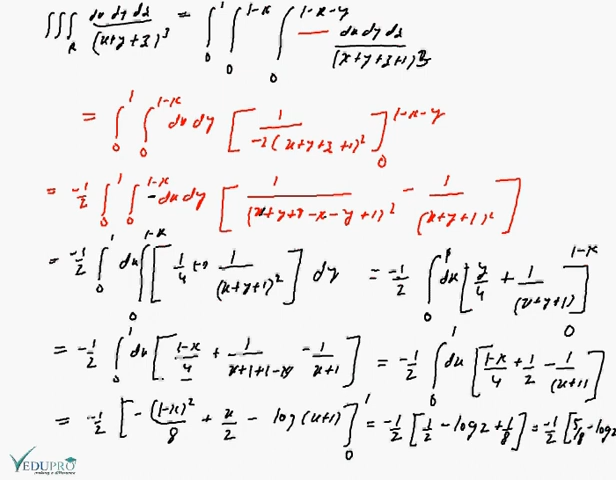 ∫∫∫_R dx dy dz / (x+y+z)^3 = ∫_0^1 ∫_0^{1-x} ∫_0^{1-x-y} dx dy dz / (x+y+z+1)^3
= ∫_0^1 ∫_0^{1-x} dx dy [ 1 / -2(x+y+z+1)^2 ]_0^{1-x-y}
= -1/2 ∫_0^1 ∫_0^{1-x} dx dy [ 1 / (x+y+1-x-y+1)^2 - 1 / (x+y+1)^2 ]
= -1/2 ∫_0^1 dx ∫_0^{1-x} [ 1/4 - 1 / (x+y+1)^2 ] dy = -1/2 ∫_0^1 dx [ y/4 + 1 / (x+y+1) ]_0^{1-x}
= -1/2 ∫_0^1 dx [ (1-x)/4 + 1 / (x+1+1-x) - 1 / (x+1) ] = -1/2 ∫_0^1 dx [ (1-x)/4 + 1/2 - 1 / (x+1) ]
= -1/2 [ -(1-x)^2 / 8 + x/2 - log(x+1) ]_0^1 = -1/2 [ 1/2 - log2 + 1/8 ] = -1/2 [ 5/8 - log2
VEDUPRO
making a difference